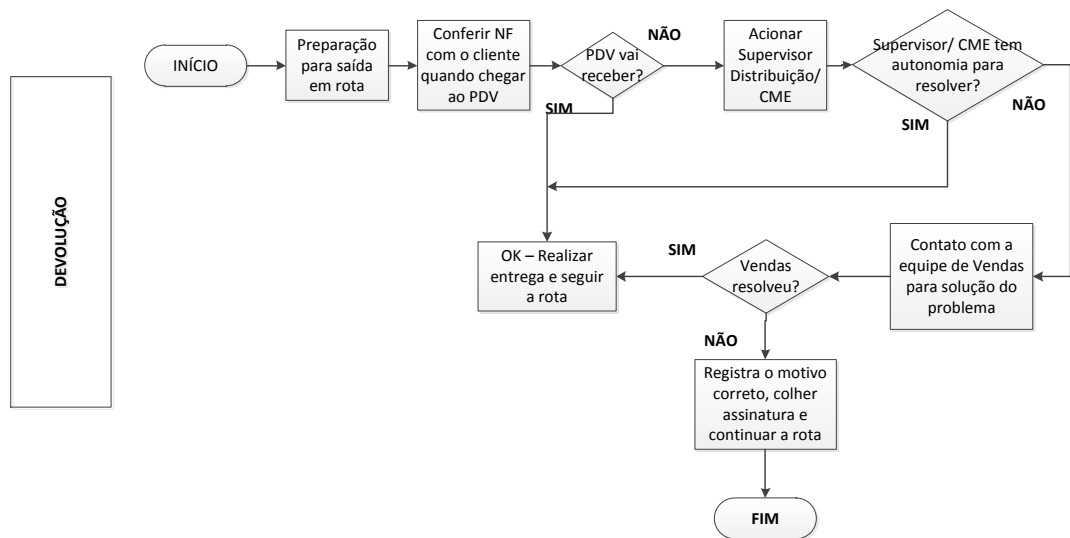 DEVOLUÇÃO
INÍCIO
Preparação
para saída
em rota
Conferir NF
com o cliente
quando chegar
ao PDV
PDV vai
receber?
NÃO
SIM
Acionar
Supervisor
Distribuição/
CME
Supervisor/ CME tem
autonomia para
resolver?
SIM
NÃO
Contato com a
equipe de Vendas
para solução do
problema
Vendas
resolveu?
SIM
OK – Realizar
entrega e seguir
a rota
NÃO
Registra o motivo
correto, colher
assinatura e
continuar a rota
FIM